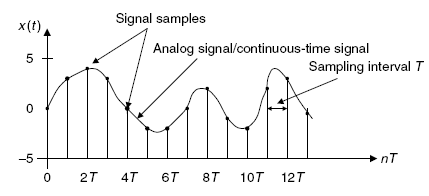 x(t)
Signal samples
Analog signal/continuous-time signal
Sampling interval T
5
0
−5
nT
0 2T 4T 6T 8T 10T 12T